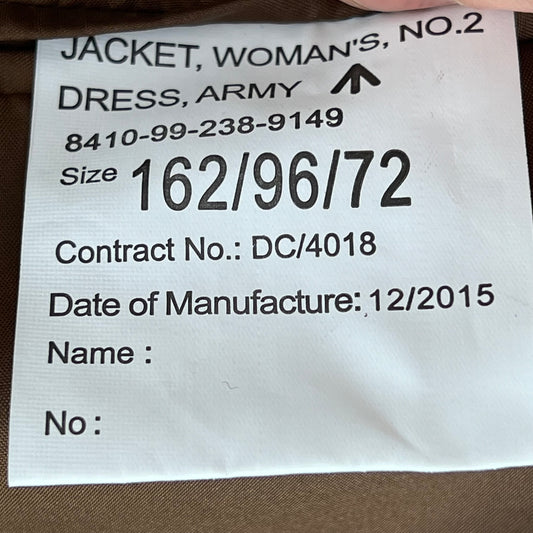 JACKET, WOMAN'S, NO.2
DRESS, ARMY
8410-99-238-9149
Size 162/96/72
Contract No.: DC/4018
Date of Manufacture: 12/2015
Name :
No :